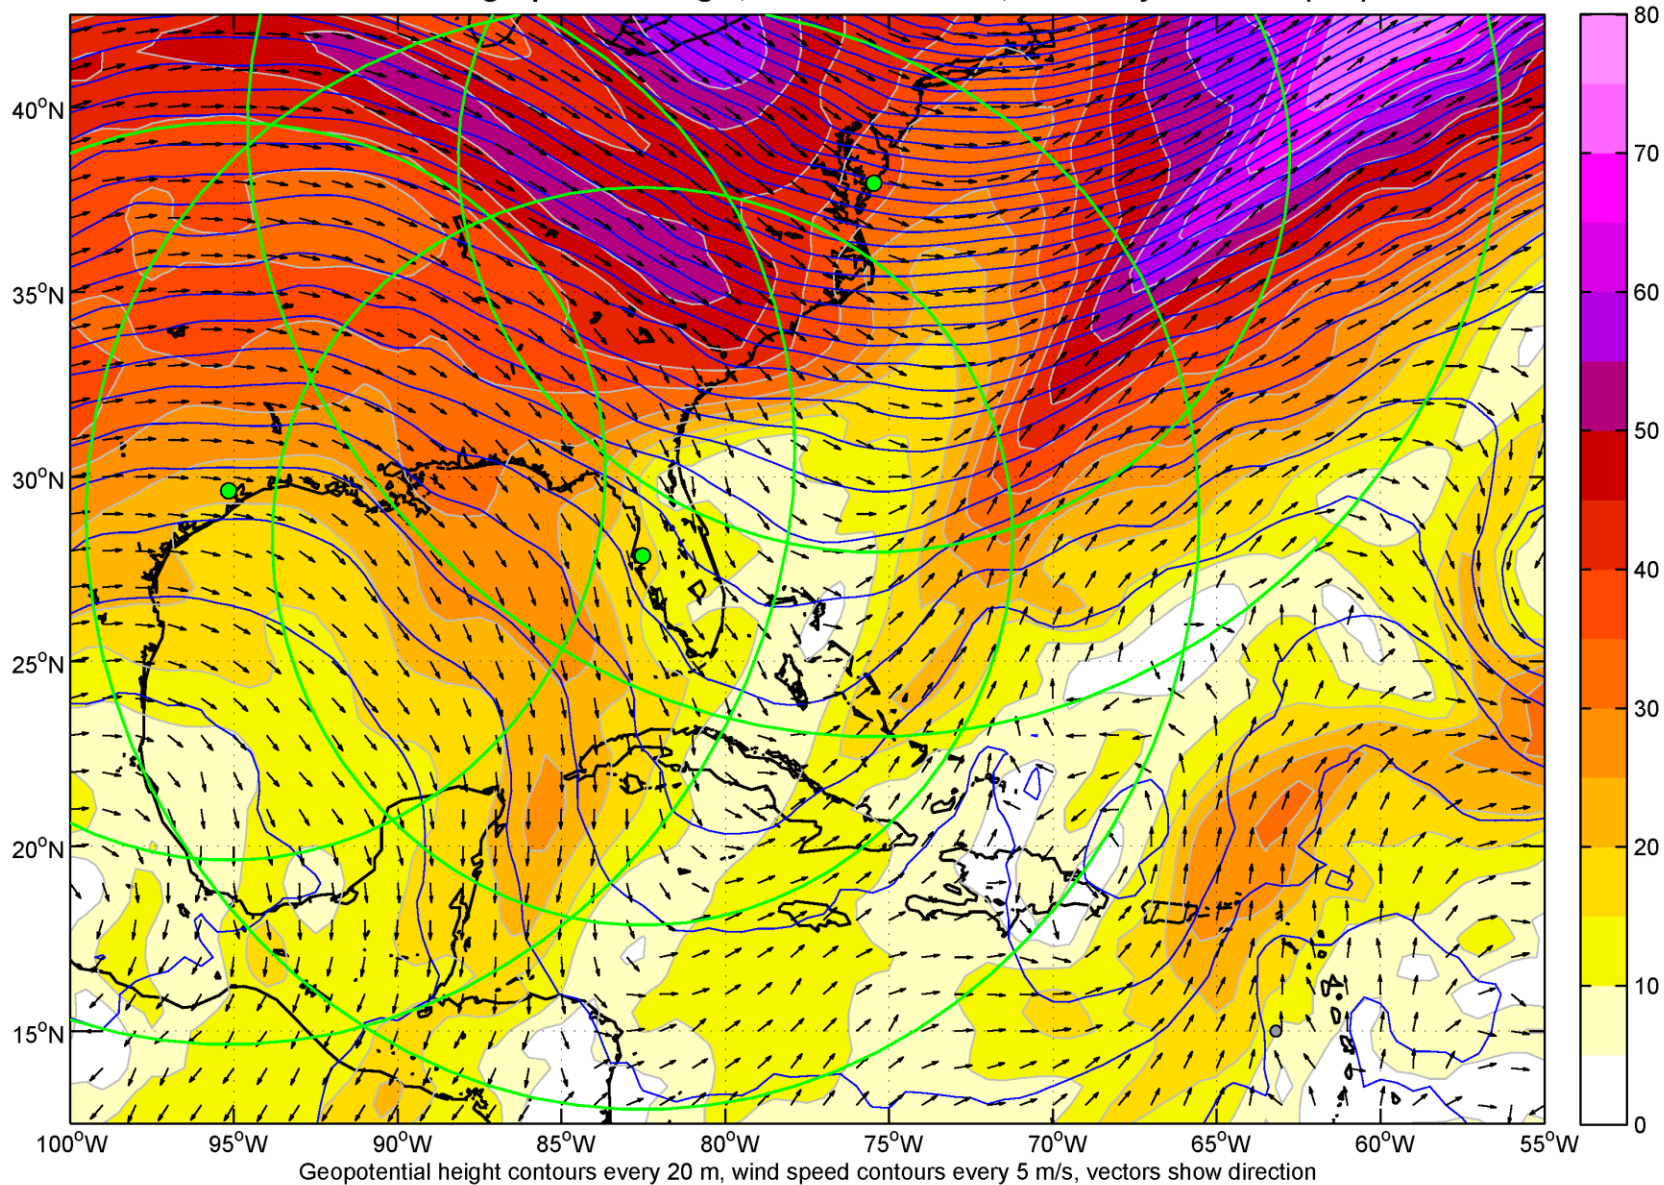 80
70
60
50
40
30
20
10
0
40°N
35°N
30°N
25°N
20°N
15°N
100°W 95°W 90°W 85°W 80°W 75°W 70°W 65°W 60°W 55°W
Geopotential height contours every 20 m, wind speed contours every 5 m/s, vectors show direction